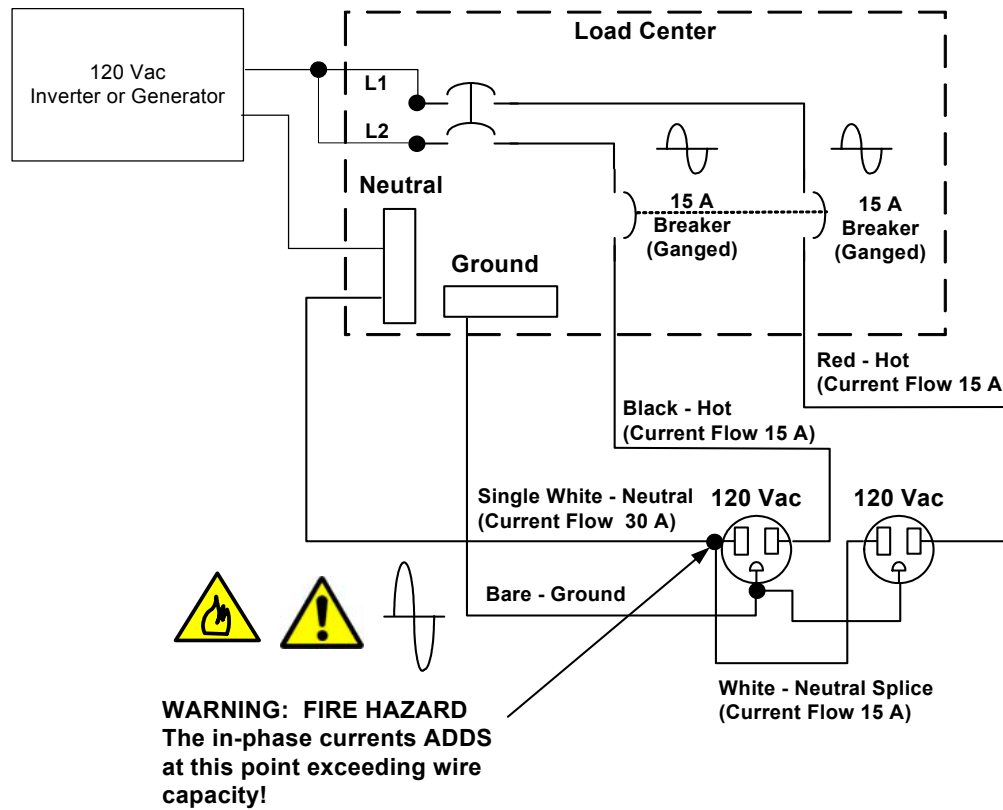 Load Center
120 Vac
Inverter or Generator
L1
L2
Neutral
Ground
15 A
Breaker
(Ganged)
15 A
Breaker
(Ganged)
Red - Hot
(Current Flow 15 A
Black - Hot
(Current Flow 15 A)
Single White - Neutral
(Current Flow 30 A)
120 Vac
120 Vac
Bare - Ground
White - Neutral Splice
(Current Flow 15 A)
WARNING: FIRE HAZARD
The in-phase currents ADDS
at this point exceeding wire
capacity!